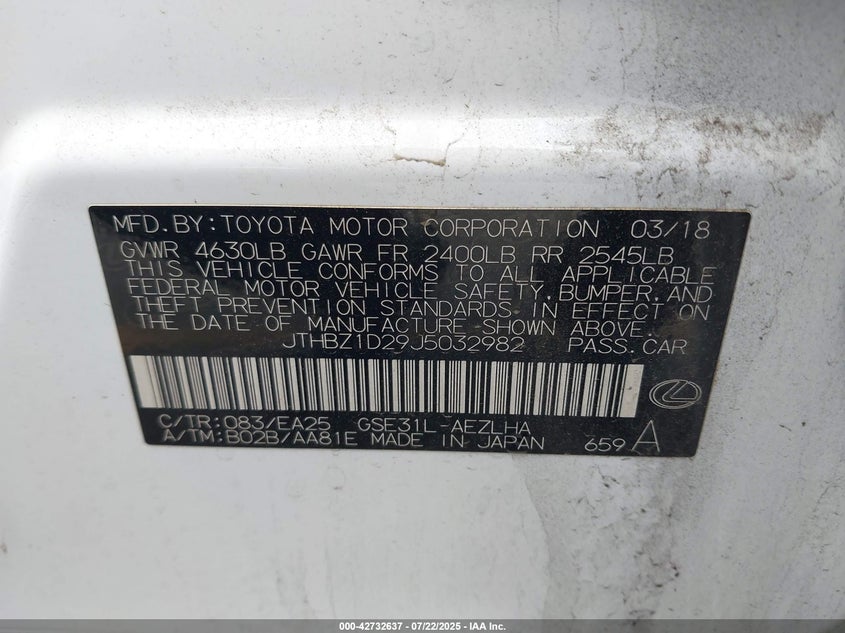 MFD.BY:TOYOTA MOTOR CORPORATION 03/18
GVWR 4630LB GAWR FR 2400LB RR 2545LB
THIS VEHICLE CONFORMS TO ALL APPLICABLE
FEDERAL MOTOR VEHICLE SAFETY,BUMPER,AND
THEFT PREVENTION STANDARDS IN EFFECT ON
THE DATE OF MANUFACTURE SHOWN ABOVE.
JTHBZ1D29J5032982 PASS.CAR
C/TR:083/EA25 GSE31L-AEZLHA
A/TM:B02B/AA81E MADE IN JAPAN 659 A
000-42732637 - 07/22/2025 - IAA Inc.